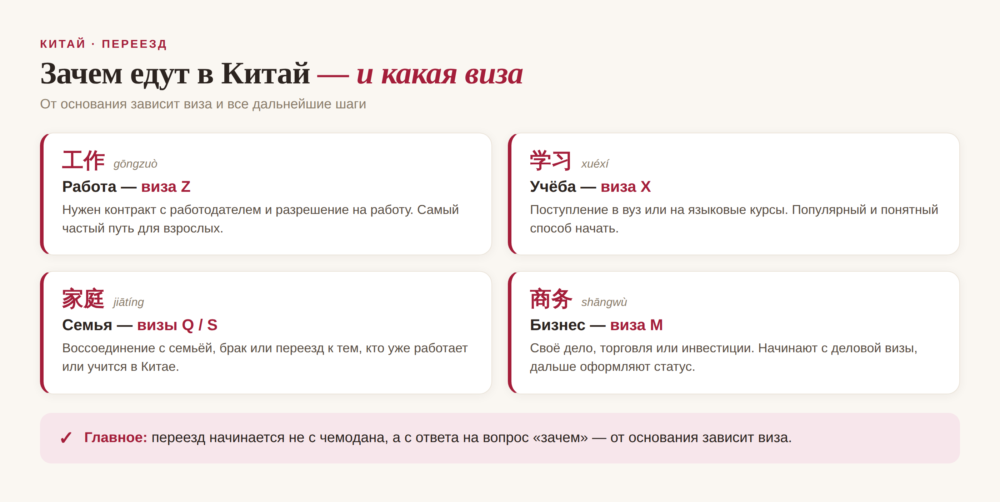 КИТАЙ · ПЕРЕЕЗД
Зачем едут в Китай — и какая виза
От основания зависит виза и все дальнейшие шаги
工作 gōngzuò
Работа — виза Z
Нужен контракт с работодателем и разрешение на работу. Самый
частый путь для взрослых.
学习 xuéxí
Учёба — виза X
Поступление в вуз или на языковые курсы. Популярный и понятный
способ начать.
家庭 jiātíng
Семья — визы Q / S
Воссоединение с семьёй, брак или переезд к тем, кто уже работает
или учится в Китае.
商务 shāngwù
Бизнес — виза M
Своё дело, торговля или инвестиции. Начинают с деловой визы,
дальше оформляют статус.
✓ Главное: переезд начинается не с чемодана, а с ответа на вопрос «зачем» — от основания зависит виза.